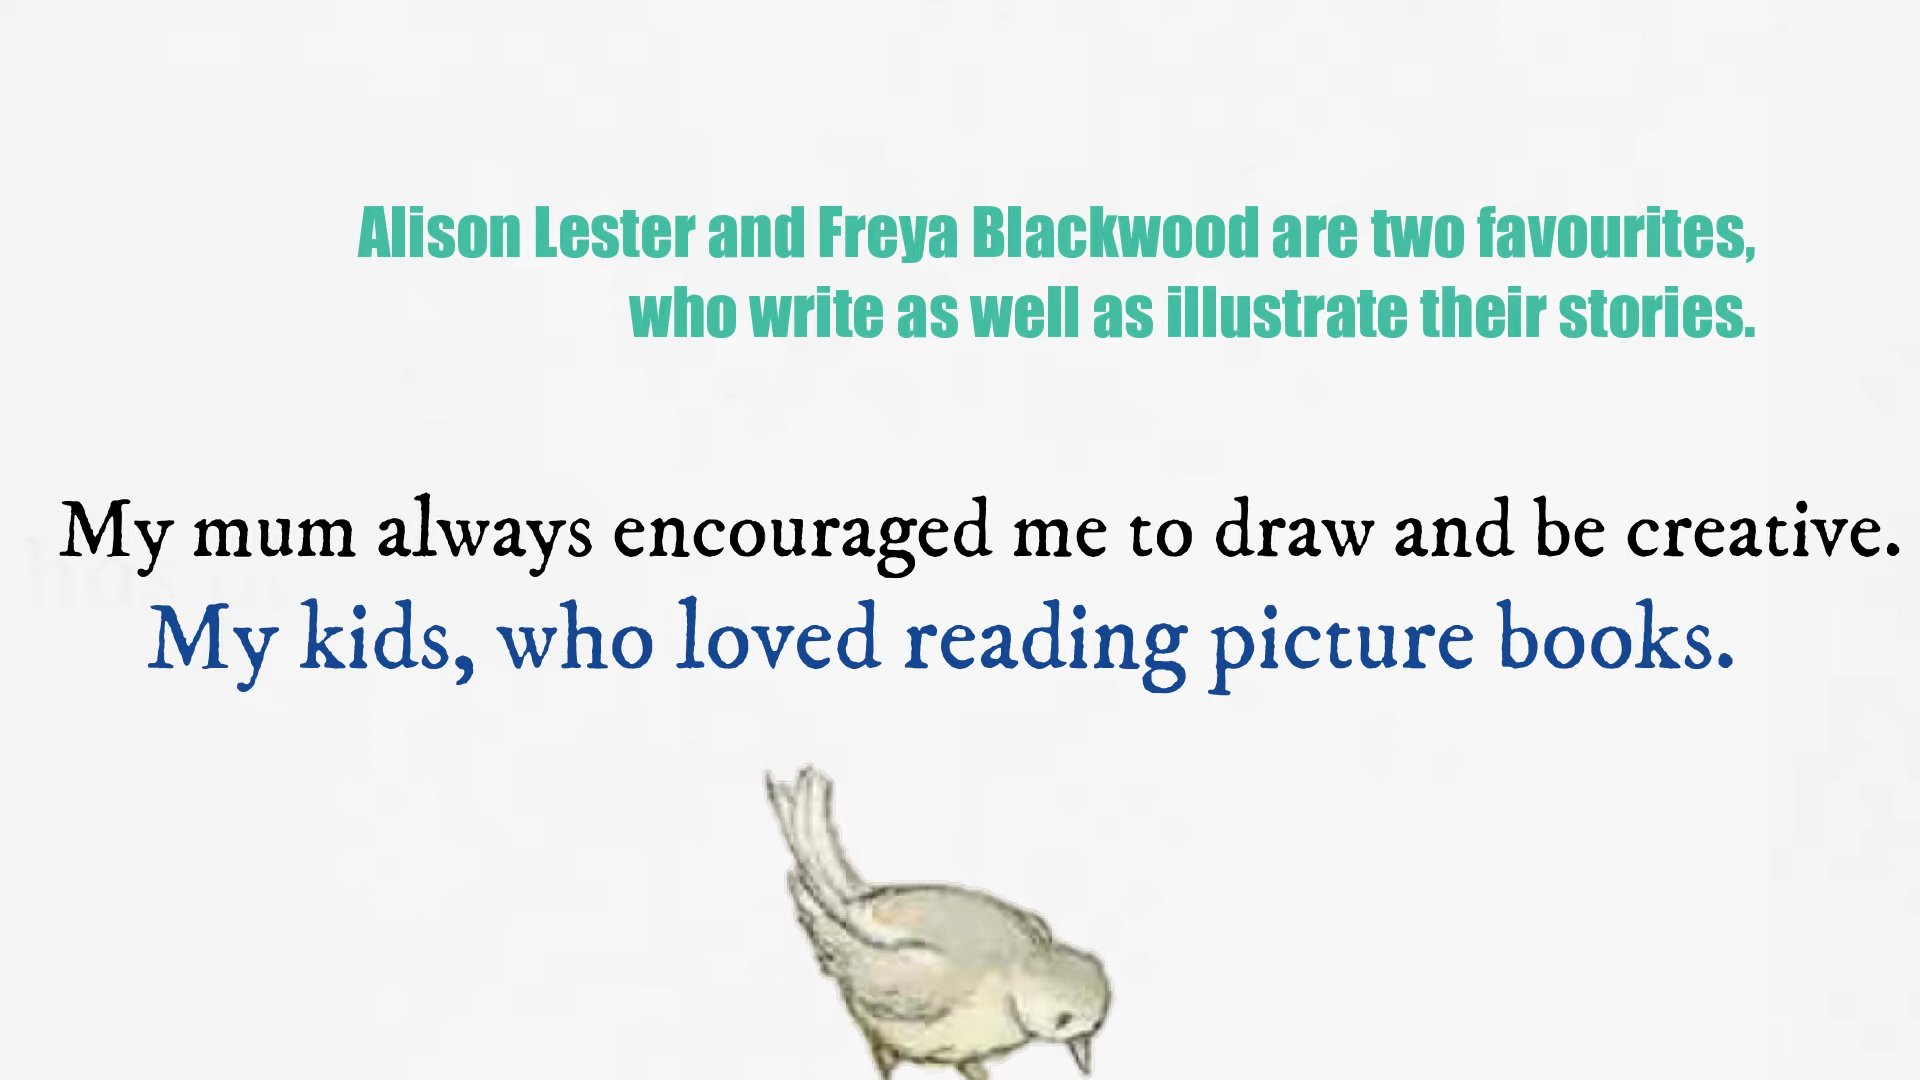 Alison Lester and Freya Blackwood are two favourites,
who write as well as illustrate their stories.
My mum always encouraged me to draw and be creative.
My kids, who loved reading picture books.